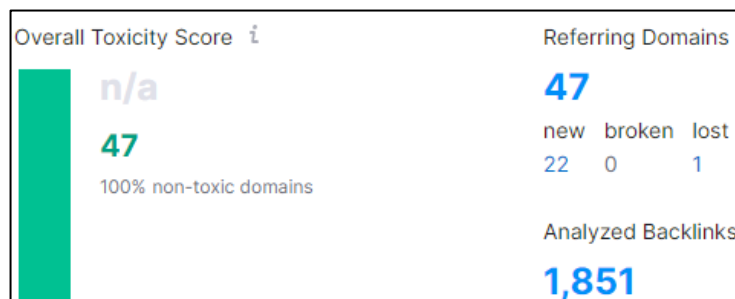 Overall Toxicity Score i
n/a
47
100% non-toxic domains
Referring Domains
47
new broken lost
22 0 1
Analyzed Backlinks
1,851